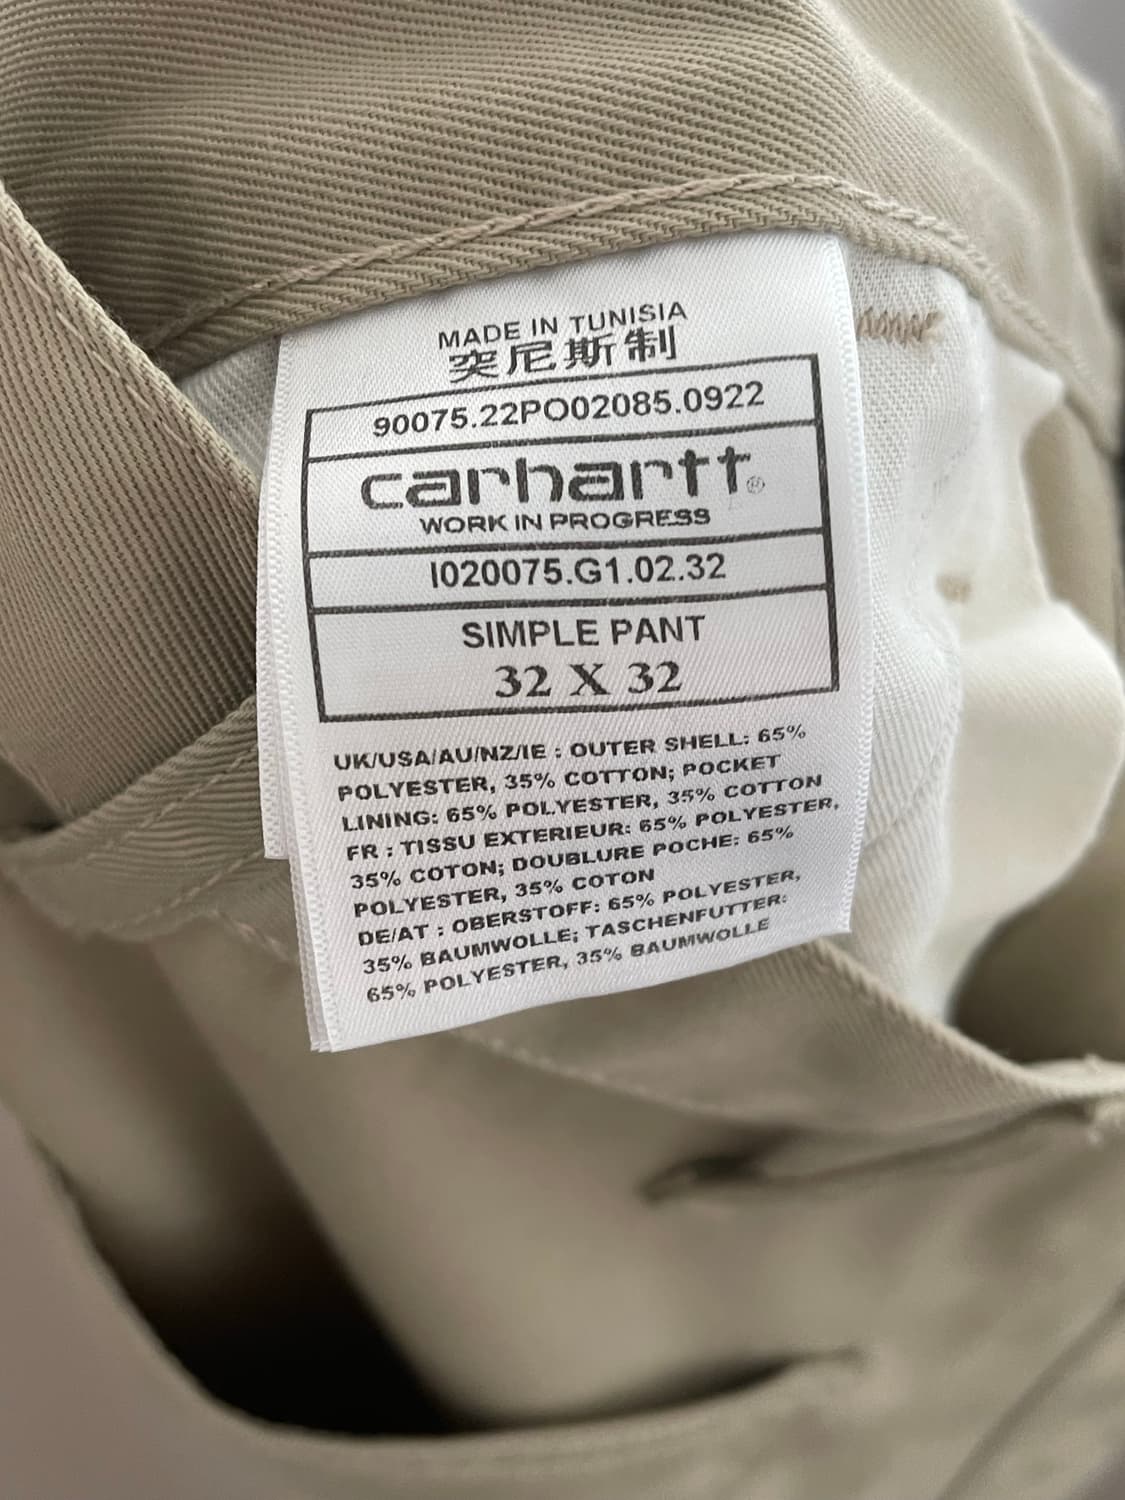 MADE IN TUNISIA
突尼斯制
90075.22PO02085.0922
carhartt®
WORK IN PROGRESS
I020075.G1.02.32
SIMPLE PANT
32 X 32
UK/USA/AU/NZ/IE : OUTER SHELL: 65%
POLYESTER, 35% COTTON; POCKET
LINING: 65% POLYESTER, 35% COTTON
FR : TISSU EXTERIEUR: 65% POLYESTER,
35% COTON; DOUBLURE POCHE: 65%
POLYESTER, 35% COTON
DE/AT : OBERSTOFF: 65% POLYESTER,
35% BAUMWOLLE; TASCHENFUTTER:
65% POLYESTER, 35% BAUMWOLLE